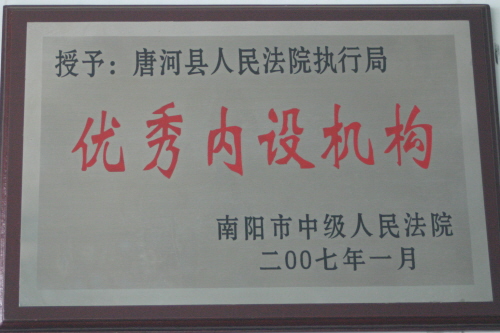 授予：唐河县人民法院执行局
优秀内设机构
南阳市中级人民法院
二00七年一月